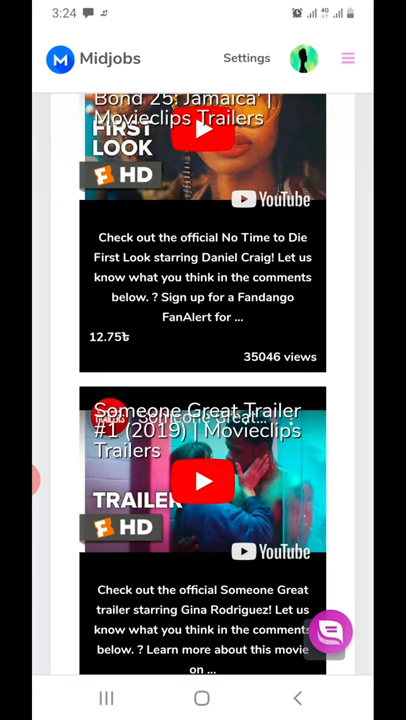 3:24
4G
Midjobs
Settings
Bond 25: Jamaica' |
Movieclips Trailers
FIRST
LOOK
HD
YouTube
Check out the official No Time to Die
First Look starring Daniel Craig! Let us
know what you think in the comments
below. ? Sign up for a Fandango
FanAlert for ...
12.75৳
35046 views
Someone Great Trailer
#1 (2019) | Movieclips
Trailers
TRAILERS
Someone Great...
TRAILER
HD
YouTube
Check out the official Someone Great
trailer starring Gina Rodriguez! Let us
know what you think in the comments
below. ? Learn more about this movie
on ...